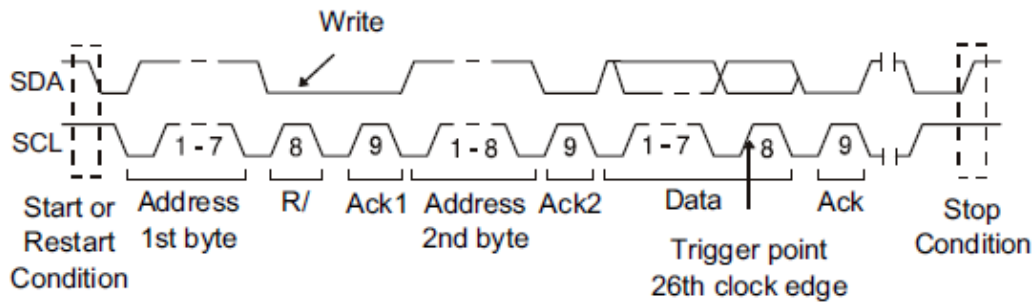 Write
SDA
SCL
1 - 7
8
9
1 - 8
9
1 - 7
8
9
Start or
Restart
Condition
Address
1st byte
R/
Ack1
Address
2nd byte
Ack2
Data
Ack
Stop
Condition
Trigger point
26th clock edge